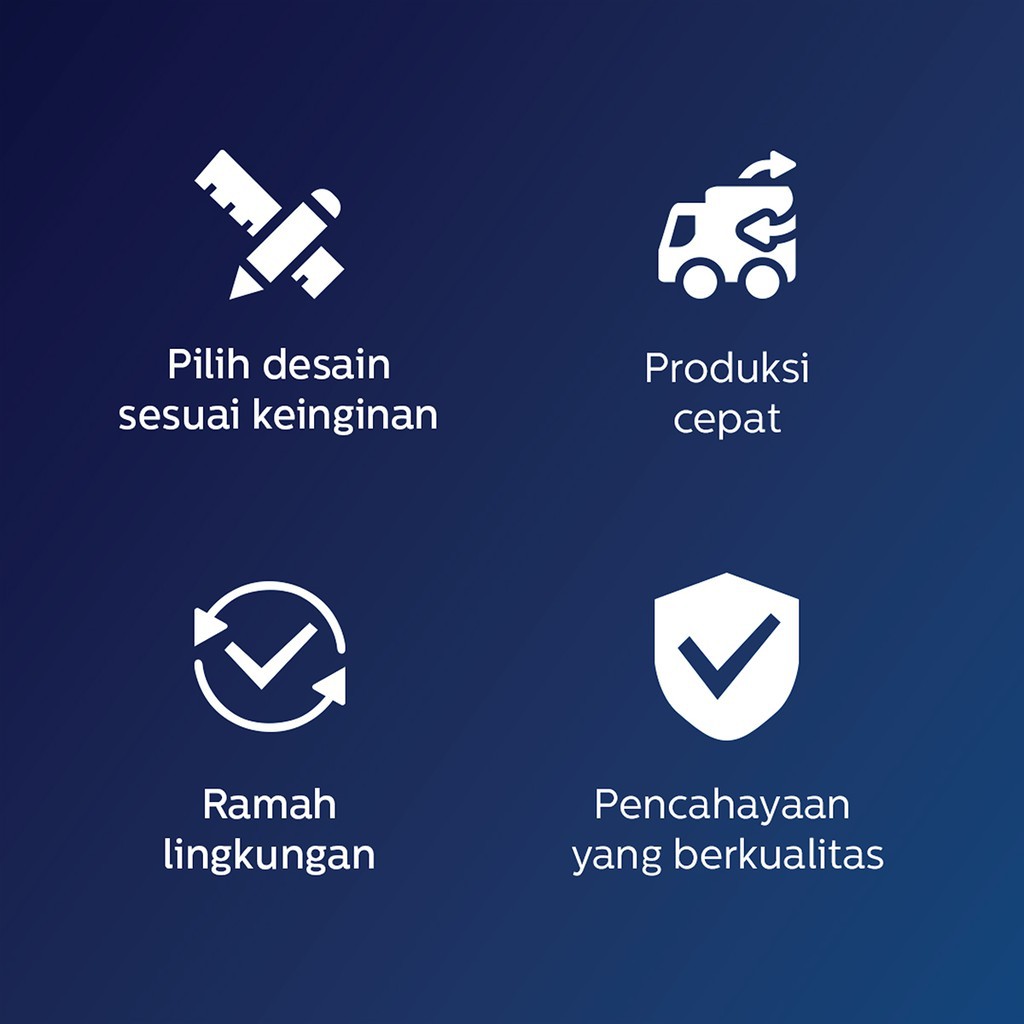 Pilih desain
sesuai keinginan
Produksi
cepat
Ramah
lingkungan
Pencahayaan
yang berkualitas